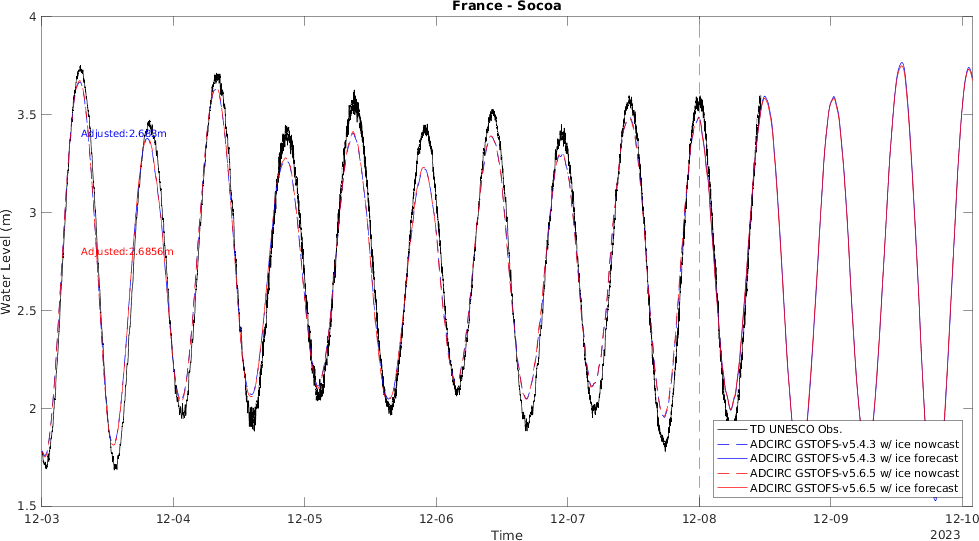 France - Socoa
4
3.5
3
2.5
2
1.5
Water Level (m)
Adjusted:2.683m
Adjusted:2.6856m
TD UNESCO Obs.
ADCIRC GSTOFS-v5.4.3 w/ ice nowcast
ADCIRC GSTOFS-v5.4.3 w/ ice forecast
ADCIRC GSTOFS-v5.6.5 w/ ice nowcast
ADCIRC GSTOFS-v5.6.5 w/ ice forecast
12-03 12-04 12-05 12-06 12-07 12-08 12-09 12-10
Time
2023